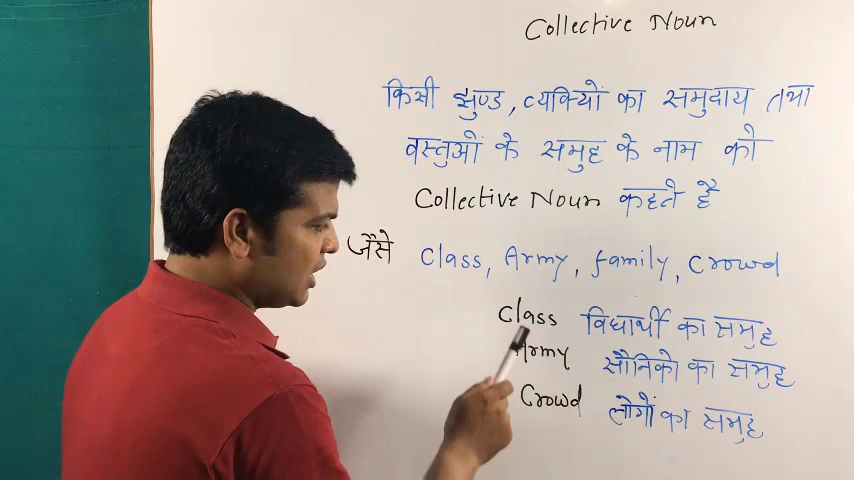 Collective Noun
किसी झुण्ड, व्यक्तियों का समुदाय तथा
वस्तुओं के समुह के नाम को
Collective Noun कहते है
जैसे Class, Army, family, Crowd
Class विधार्थी का समुह
Army सौनिको का समुह
Crowd लोगों का समुह